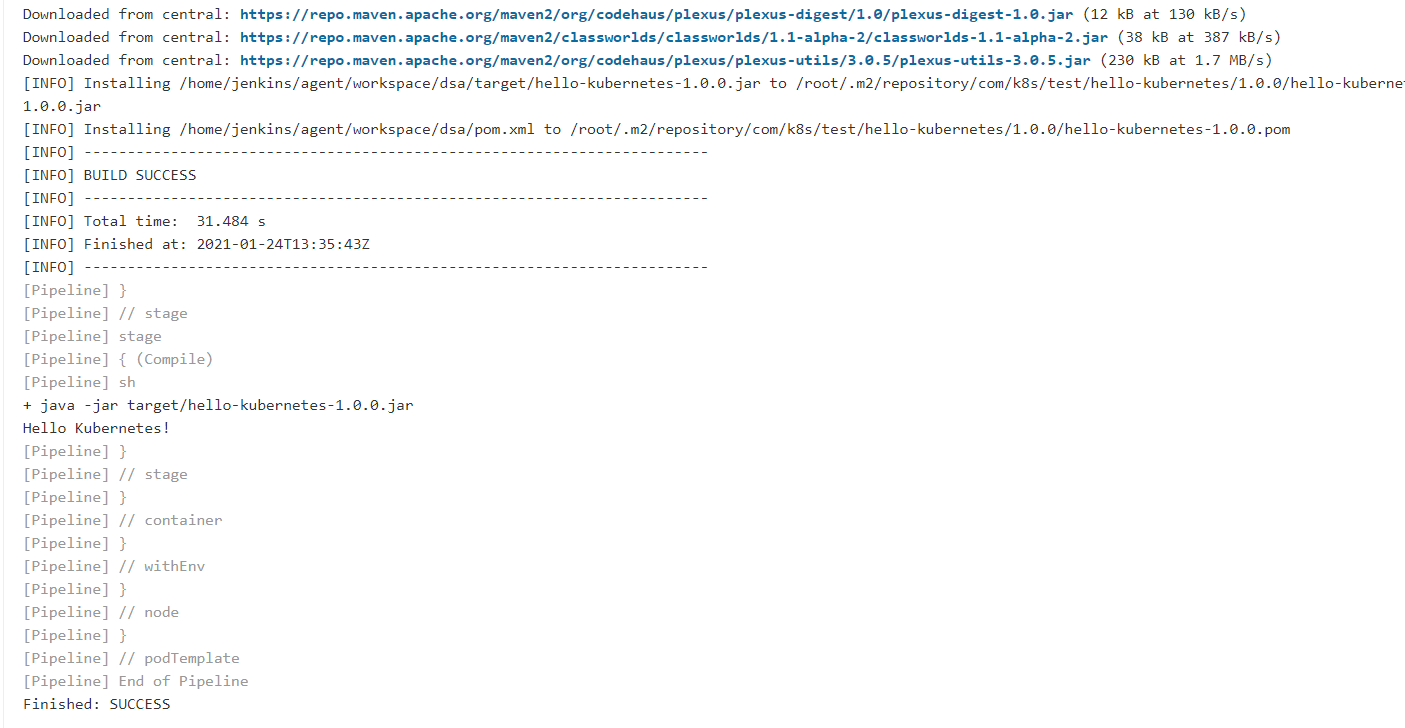 Downloaded from central: https://repo.maven.apache.org/maven2/org/codehaus/plexus/plexus-digest/1.0/plexus-digest-1.0.jar (12 kB at 130 kB/s)
Downloaded from central: https://repo.maven.apache.org/maven2/classworlds/classworlds/1.1-alpha-2/classworlds-1.1-alpha-2.jar (38 kB at 387 kB/s)
Downloaded from central: https://repo.maven.apache.org/maven2/org/codehaus/plexus/plexus-utils/3.0.5/plexus-utils-3.0.5.jar (230 kB at 1.7 MB/s)
[INFO] Installing /home/jenkins/agent/workspace/dsa/target/hello-kubernetes-1.0.0.jar to /root/.m2/repository/com/k8s/test/hello-kubernetes/1.0.0/hello-kuberne
1.0.0.jar
[INFO] Installing /home/jenkins/agent/workspace/dsa/pom.xml to /root/.m2/repository/com/k8s/test/hello-kubernetes/1.0.0/hello-kubernetes-1.0.0.pom
[INFO] ------------------------------------------------------------------------
[INFO] BUILD SUCCESS
[INFO] ------------------------------------------------------------------------
[INFO] Total time:  31.484 s
[INFO] Finished at: 2021-01-24T13:35:43Z
[INFO] ------------------------------------------------------------------------
[Pipeline] }
[Pipeline] // stage
[Pipeline] stage
[Pipeline] { (Compile)
[Pipeline] sh
+ java -jar target/hello-kubernetes-1.0.0.jar
Hello Kubernetes!
[Pipeline] }
[Pipeline] // stage
[Pipeline] }
[Pipeline] // container
[Pipeline] }
[Pipeline] // withEnv
[Pipeline] }
[Pipeline] // node
[Pipeline] }
[Pipeline] // podTemplate
[Pipeline] End of Pipeline
Finished: SUCCESS